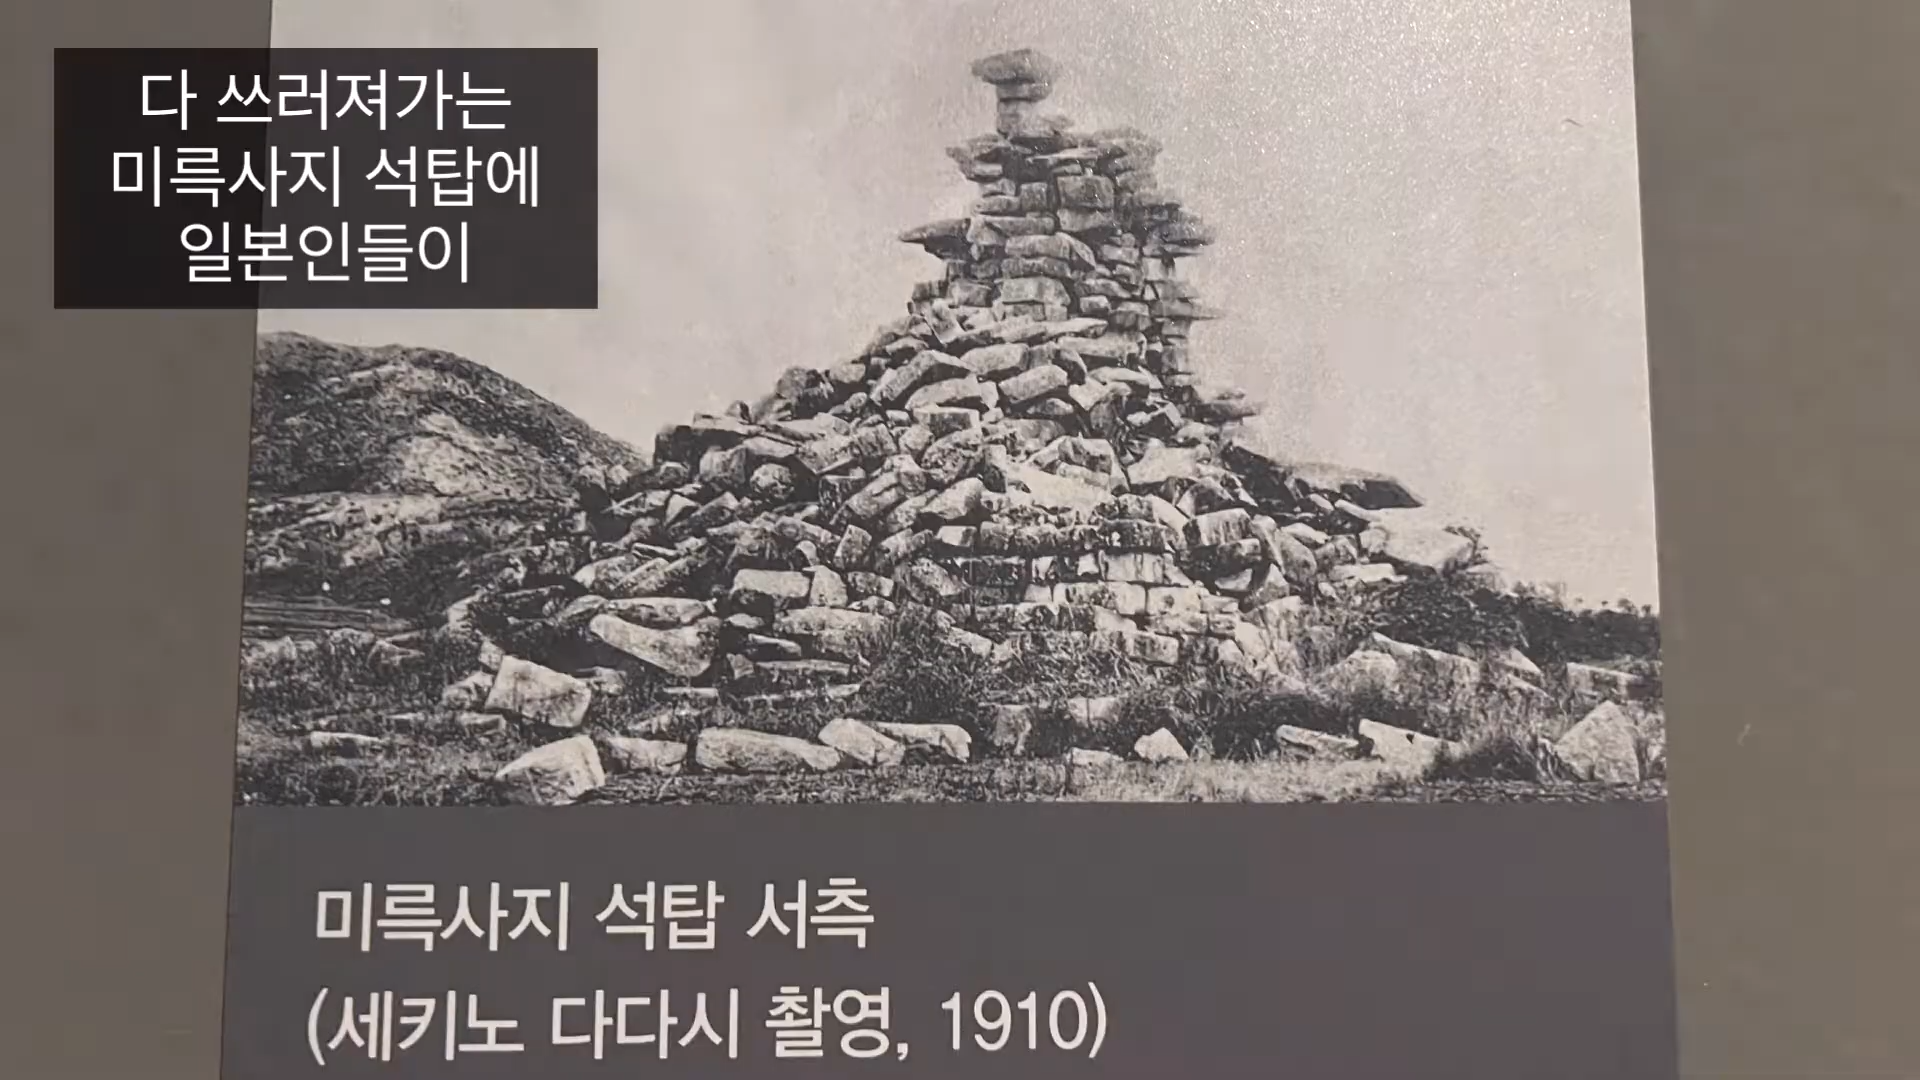 다 쓰러져가는
미륵사지 석탑에
일본인들이
미륵사지 석탑 서측
(세키노 다다시 촬영, 1910)